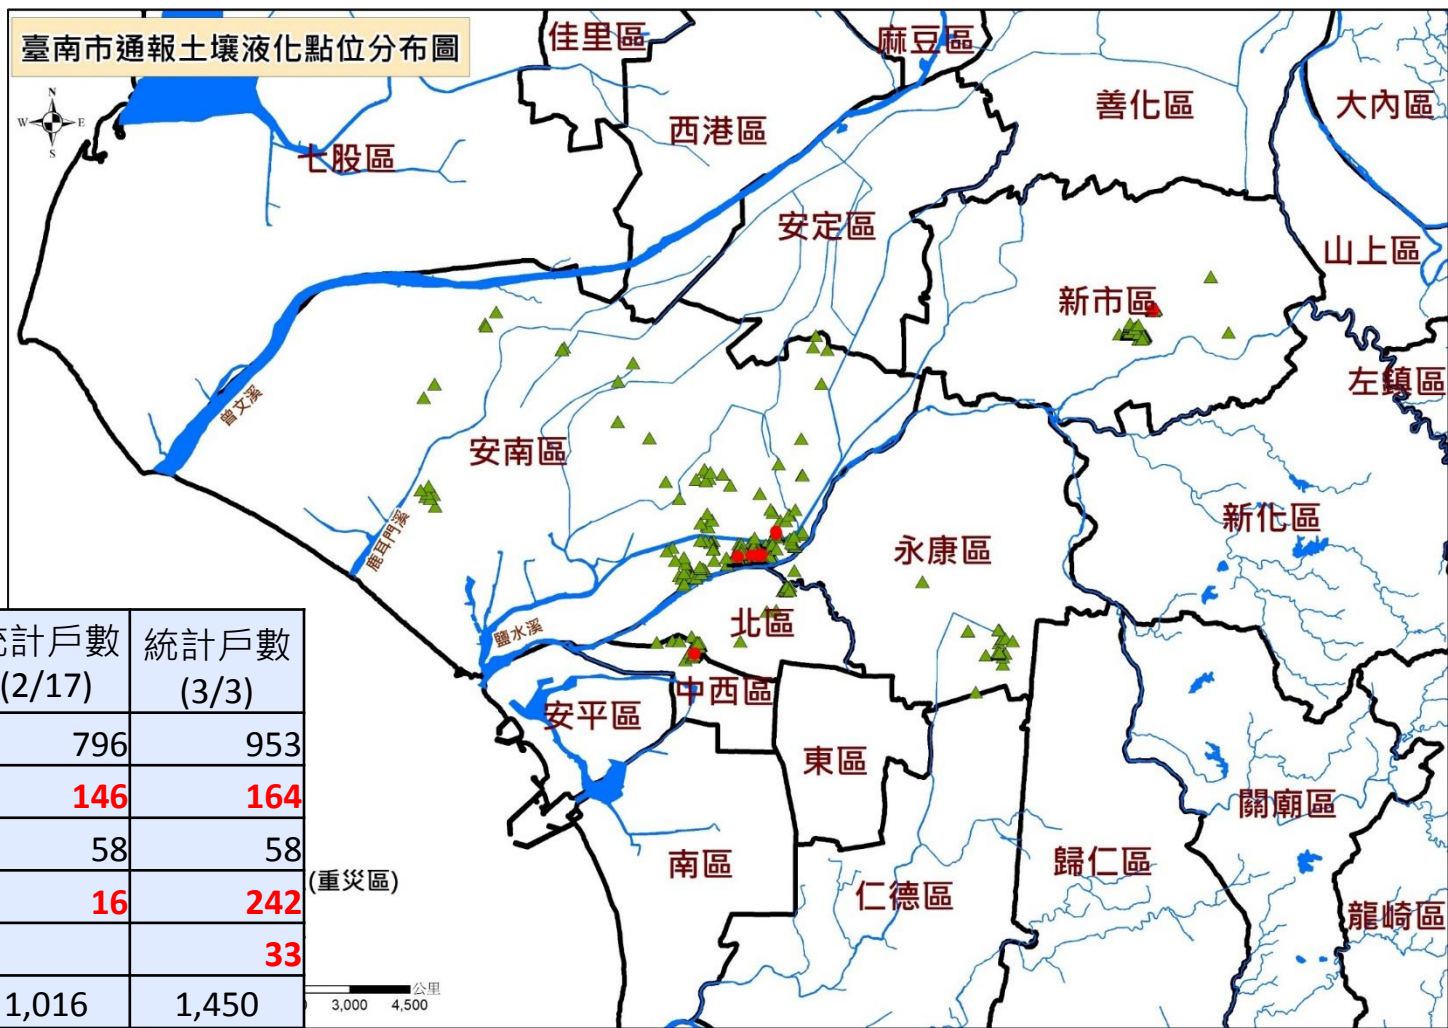 臺南市通報土壤液化點位分布圖
佳里區
麻豆區
善化區
大內區
N
W
E
S
西港區
七股區
安定區
山上區
新市區
左鎮區
曾文溪
安南區
新化區
鹿耳門溪
永康區
鹽水溪
北區
中西區
安平區
東區
關廟區
南區
歸仁區
仁德區
龍崎區
(重災區)
公里
3,000 4,500
計戶數 統計戶數
(2/17) (3/3)
796 953
146 164
58 58
16 242
33
1,016 1,450